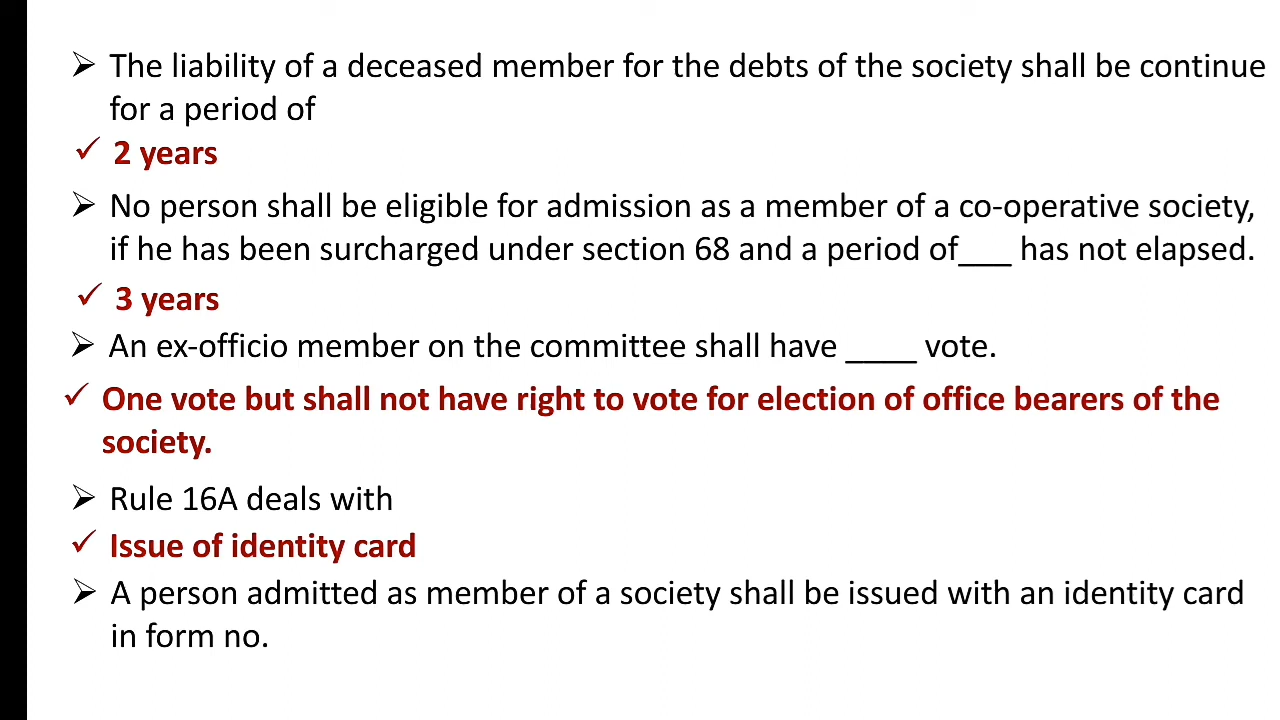 ➢ The liability of a deceased member for the debts of the society shall be continue
for a period of
✓ 2 years
➢ No person shall be eligible for admission as a member of a co-operative society,
if he has been surcharged under section 68 and a period of___ has not elapsed.
✓ 3 years
➢ An ex-officio member on the committee shall have ____ vote.
✓ One vote but shall not have right to vote for election of office bearers of the
society.
➢ Rule 16A deals with
✓ Issue of identity card
➢ A person admitted as member of a society shall be issued with an identity card
in form no.